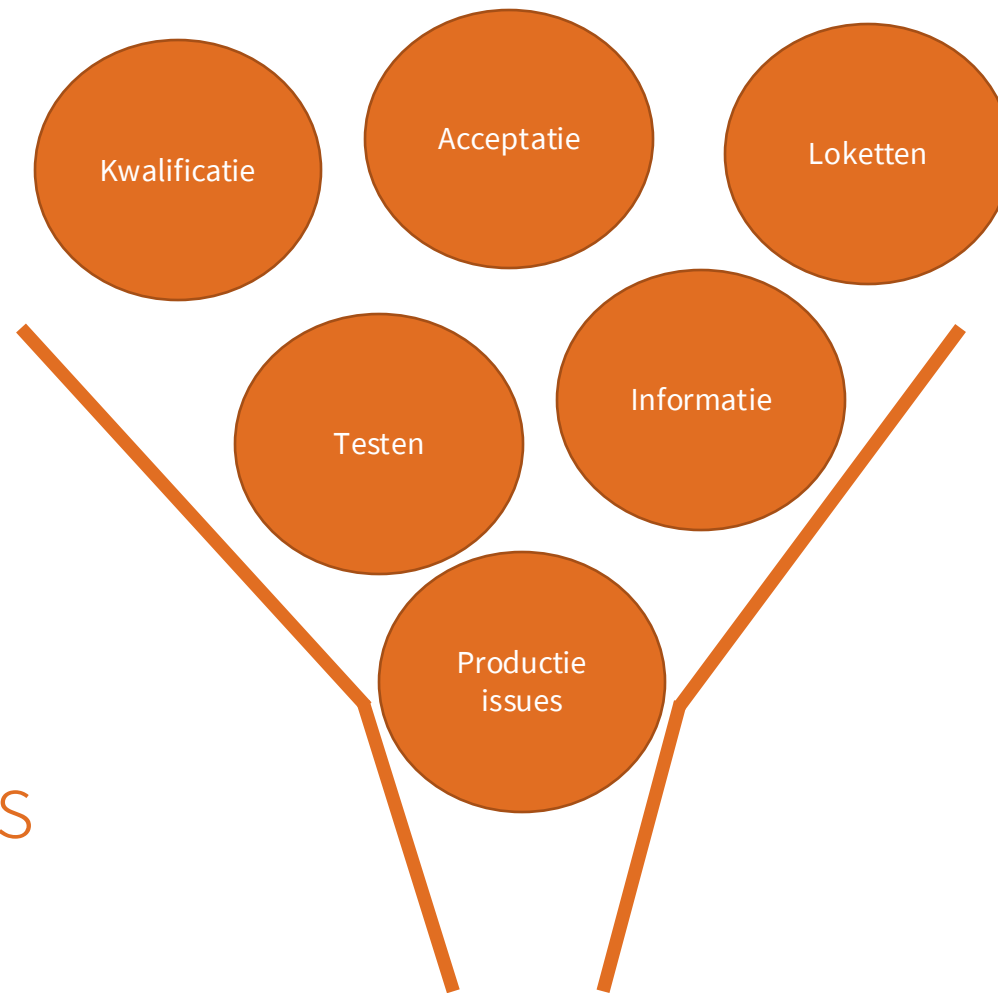 Kwalificatie
Acceptatie
Loketten
Testen
Informatie
Productie
issues
s